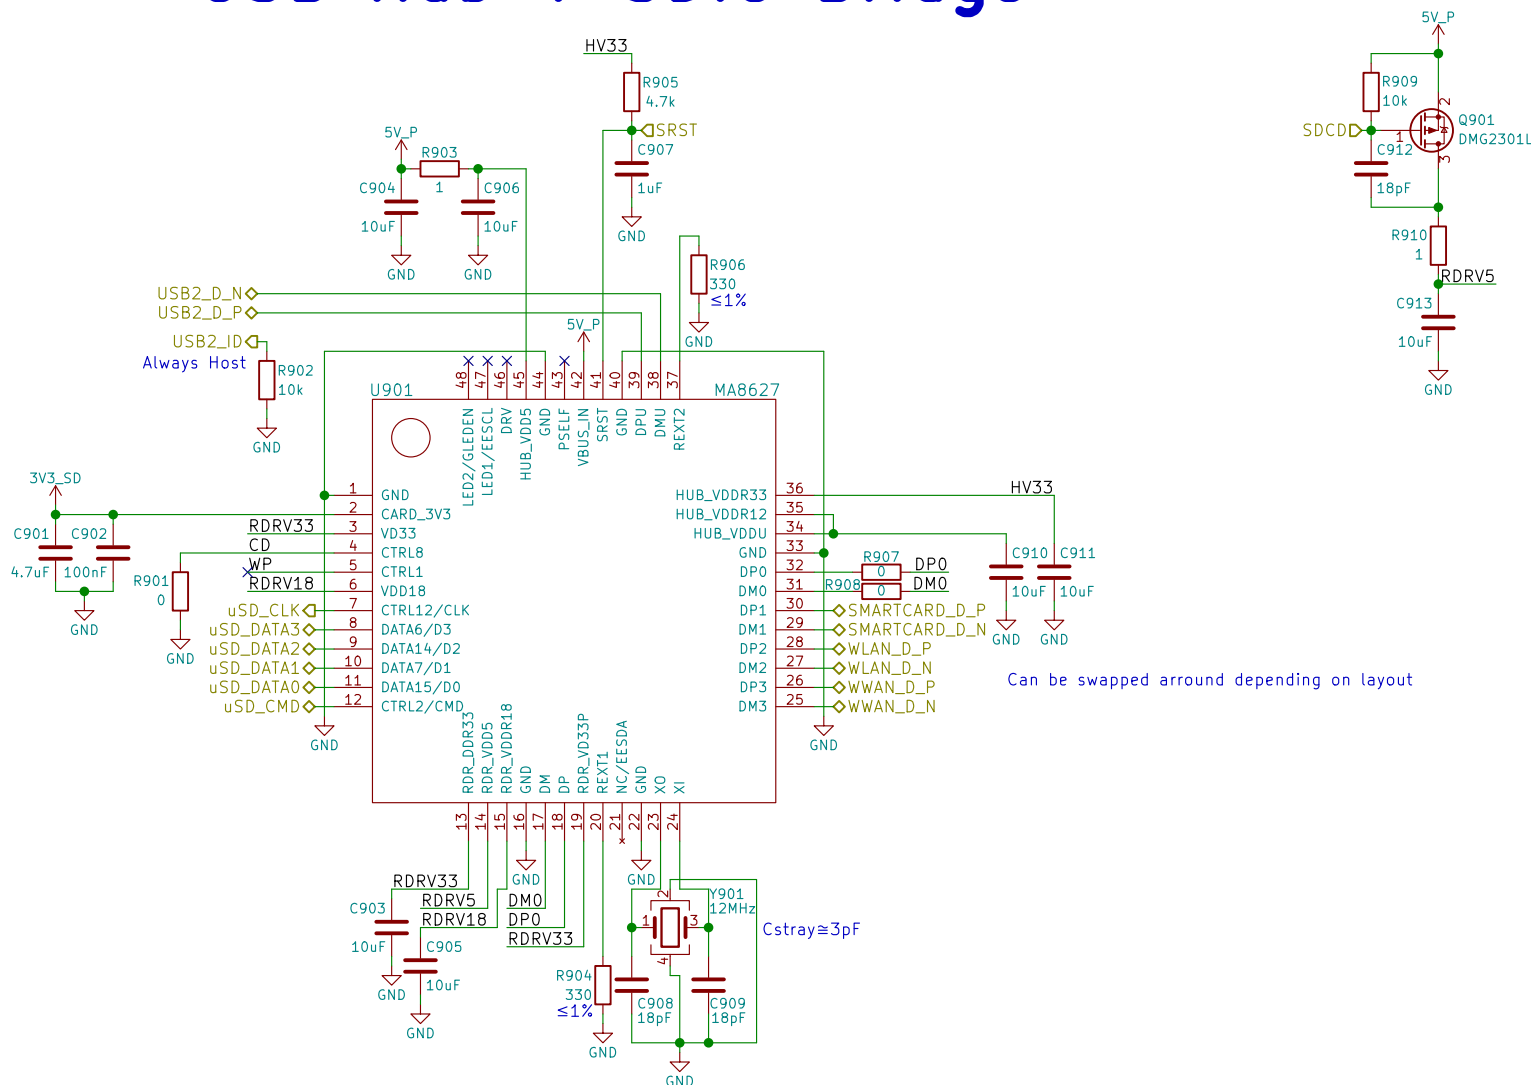 USB Hub + SDIO Bridge
HV33
R905
4.7k
SRST
C907
1uF
GND
5V_P
R903
1
C904
10uF
GND
C906
10uF
GND
R906
330
≤1%
GND
USB2_D_N
USB2_D_P
USB2_ID
Always Host
R902
10k
GND
5V_P
5V_P
R909
10k
SDCD
1
2
3
Q901
DMG2301L
C912
18pF
R910
1
RDRV5
C913
10uF
GND
U901
MA8627
48 47 46 45 44 43 42 41 40 39 38 37
LED2/GLEDEN
LED1/EESCL
DRV
HUB_VDD5
GND
PSELF
VBUS_IN
SRST
GND
DPU
DMU
REXT2
3V3_SD
C901
4.7uF
C902
100nF
GND
R901
0
GND
1 GND
2 CARD_3V3
RDRV33 3 VD33
CD 4 CTRL8
WP 5 CTRL1
RDRV18 6 VDD18
uSD_CLK 7 CTRL12/CLK
uSD_DATA3 8 DATA6/D3
uSD_DATA2 9 DATA14/D2
uSD_DATA1 10 DATA7/D1
uSD_DATA0 11 DATA15/D0
uSD_CMD 12 CTRL2/CMD
GND
HUB_VDDR33 36 HV33
HUB_VDDR12 35
HUB_VDDU 34
GND 33
DP0 32 R907 0 DP0
DM0 31 R908 0 DM0
DP1 30 SMARTCARD_D_P
DM1 29 SMARTCARD_D_N
DP2 28 WLAN_D_P
DM2 27 WLAN_D_N
DP3 26 WWAN_D_P
DM3 25 WWAN_D_N
GND
C910
10uF
GND
C911
10uF
GND
Can be swapped arround depending on layout
RDR_DDR33
RDR_VDD5
RDR_VDDR18
GND
DM
DP
RDR_VD33P
REXT1
NC/EESDA
GND
XO
XI
13 14 15 16 17 18 19 20 21 22 23 24
GND
GND
RDRV33
RDRV5
RDRV18
DM0
DP0
RDRV33
C903
10uF
GND
C905
10uF
GND
R904
330
≤1%
GND
Y901
12MHz
1
2
3
4
Cstray≅3pF
C908
18pF
C909
18pF
GND